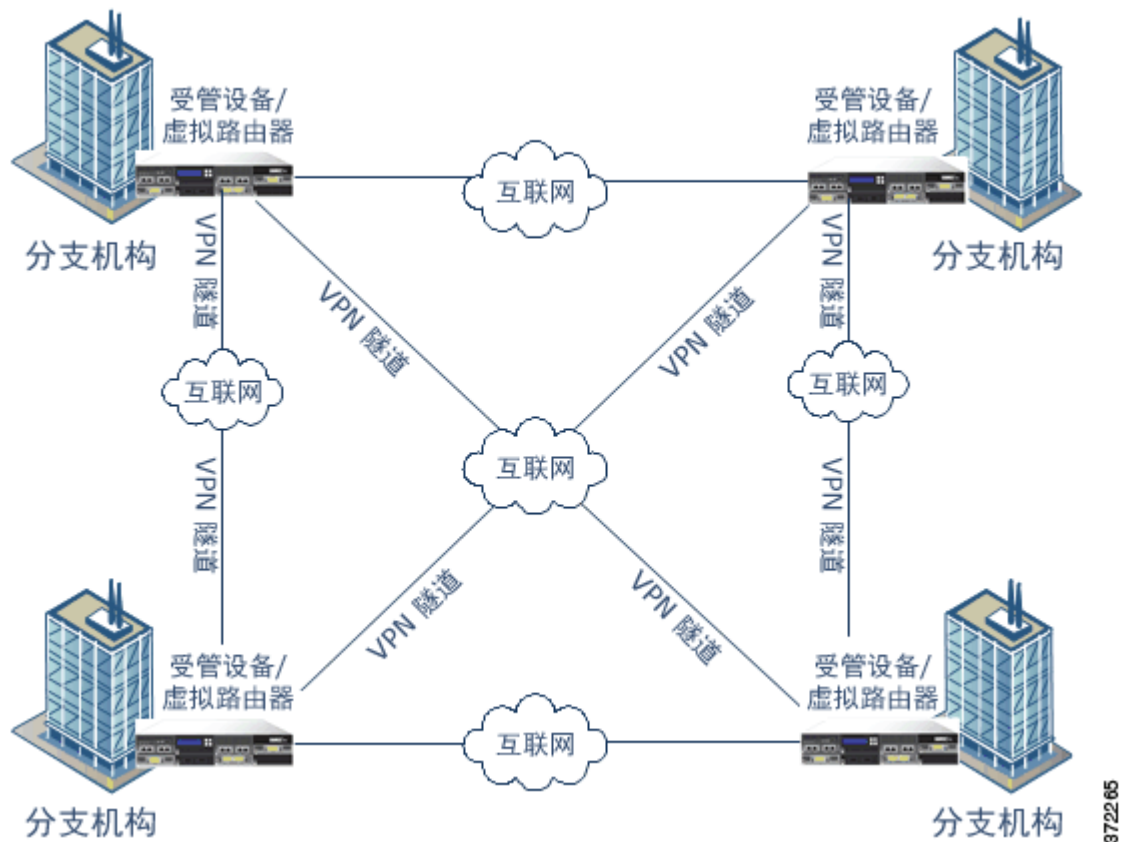 受管设备/
虚拟路由器
受管设备/
虚拟路由器
互联网
分支机构
分支机构
VPN 隧道
VPN 隧道
VPN 隧道
VPN 隧道
互联网
互联网
互联网
VPN 隧道
VPN 隧道
VPN 隧道
VPN 隧道
受管设备/
虚拟路由器
受管设备/
虚拟路由器
互联网
分支机构
分支机构
372265